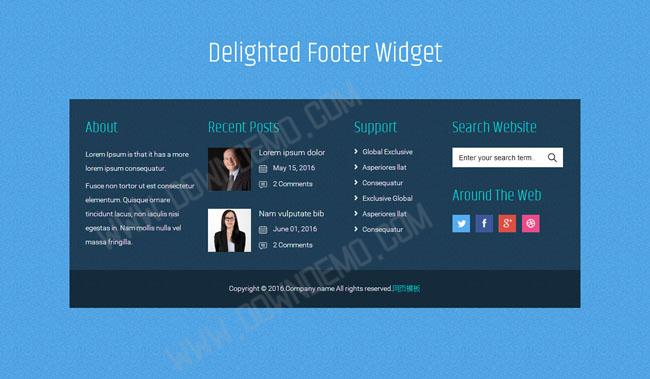 Delighted Footer Widget
About
Lorem Ipsum is that it has a more
lorem ipsum consequatur.
Fusce non tortor ut est consectetur
elementum. Quisque ornare
tincidunt lacus, non iaculis nisi
egestas in. Nam mollis nulla vel
massa fringilla.
Recent Posts
Lorem ipsum dolor
May 15, 2016
2 Comments
Nam vulputate bib
June 01, 2016
2 Comments
Support
Global Exclusive
Asperiores llat
Consequatur
Exclusive Global
Asperiores llat
Consequatur
Search Website
Enter your search term...
Around The Web
Copyright © 2016.Company name All rights reserved.网页模板
WWW.DOWNDEMO.COM
WWW.DOWNDEMO.COM